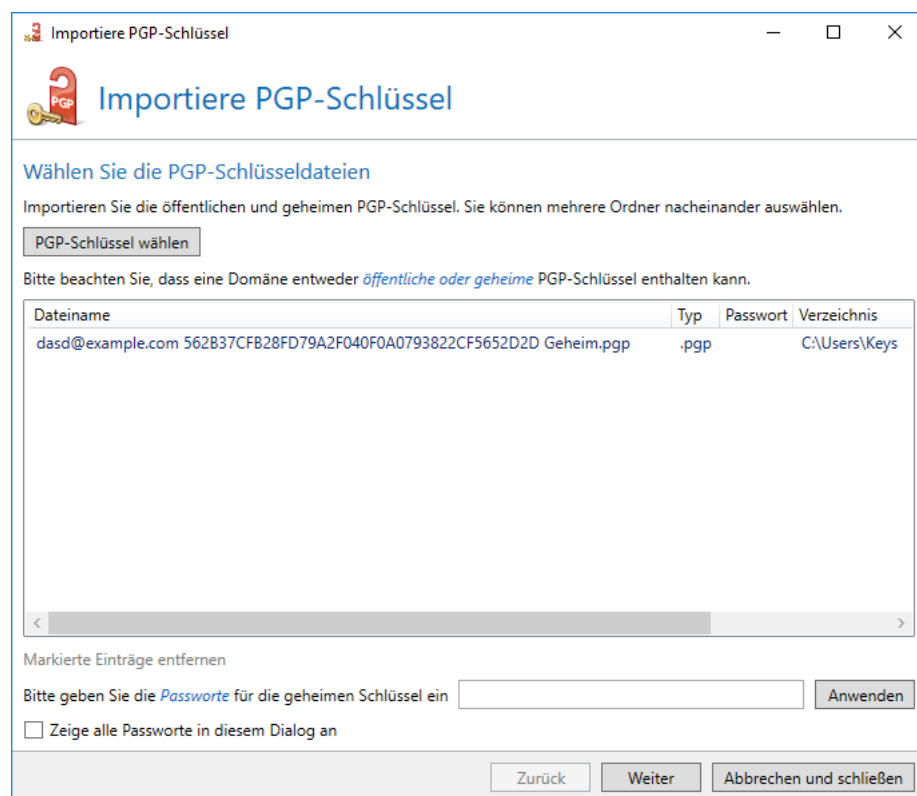 Importiere PGP-Schlüssel
PGP
Importiere PGP-Schlüssel
Wählen Sie die PGP-Schlüsseldateien
Importieren Sie die öffentlichen und geheimen PGP-Schlüssel. Sie können mehrere Ordner nacheinander auswählen.
PGP-Schlüssel wählen
Bitte beachten Sie, dass eine Domäne entweder öffentliche oder geheime PGP-Schlüssel enthalten kann.
Dateiname Typ Passwort Verzeichnis
dasd@example.com 562B37CFB28FD79A2F040F0A0793822CF5652D2D Geheim.pgp .pgp C:\Users\Keys
Markierte Einträge entfernen
Bitte geben Sie die Passworte für die geheimen Schlüssel ein Anwenden
Zeige alle Passworte in diesem Dialog an
Zurück Weiter Abbrechen und schließen